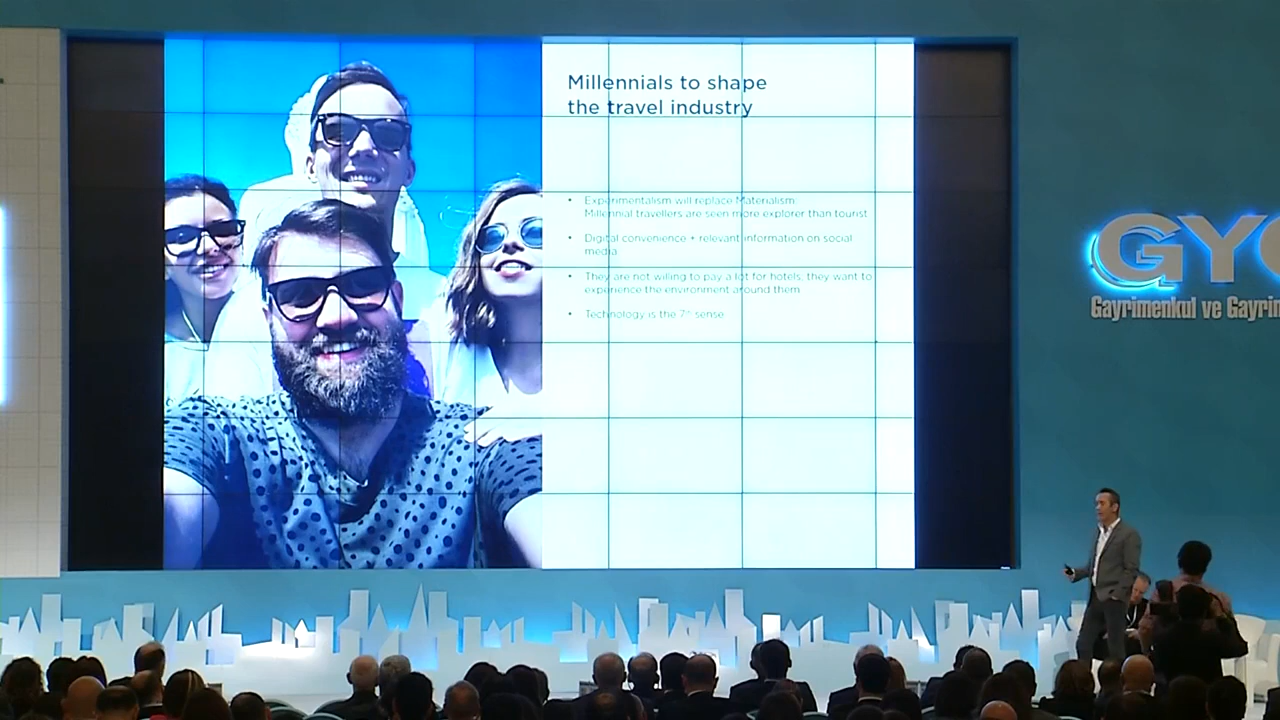 Millennials to shape
the travel industry
• Experimentalism will replace Materialism
Millennial travellers are seen more explorer than tourist
• Digital convenience + relevant information on social
media
• They are not willing to pay a lot for hotels, they want to
experience the environment around them
• Technology is the 7th sense
GYO
Gayrimenkul ve Gayrim